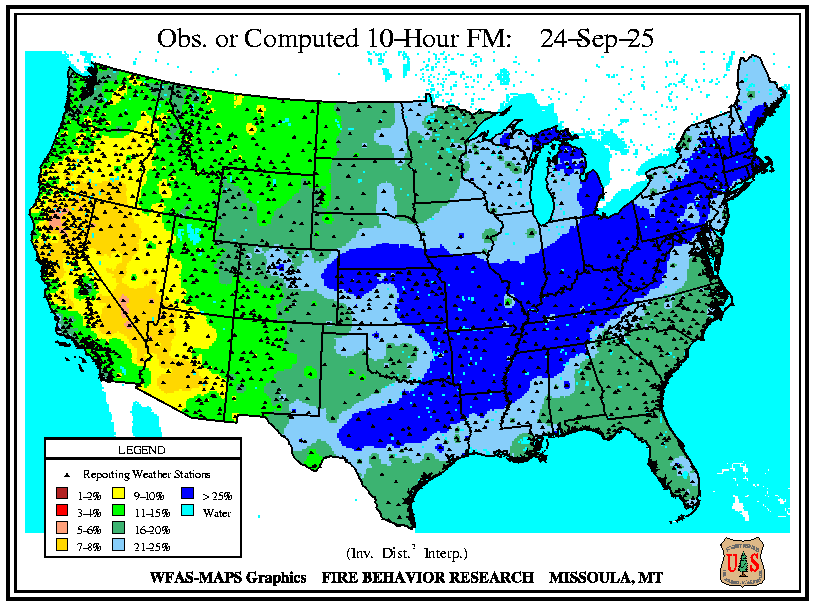 Obs. or Computed 10-Hour FM: 24-Sep-25
LEGEND
Reporting Weather Stations
1-2% 9-10% > 25%
3-4% 11-15% Water
5-6% 16-20%
7-8% 21-25%
(Inv. Dist.² Interp.)
WFAS-MAPS Graphics FIRE BEHAVIOR RESEARCH MISSOULA, MT
U S